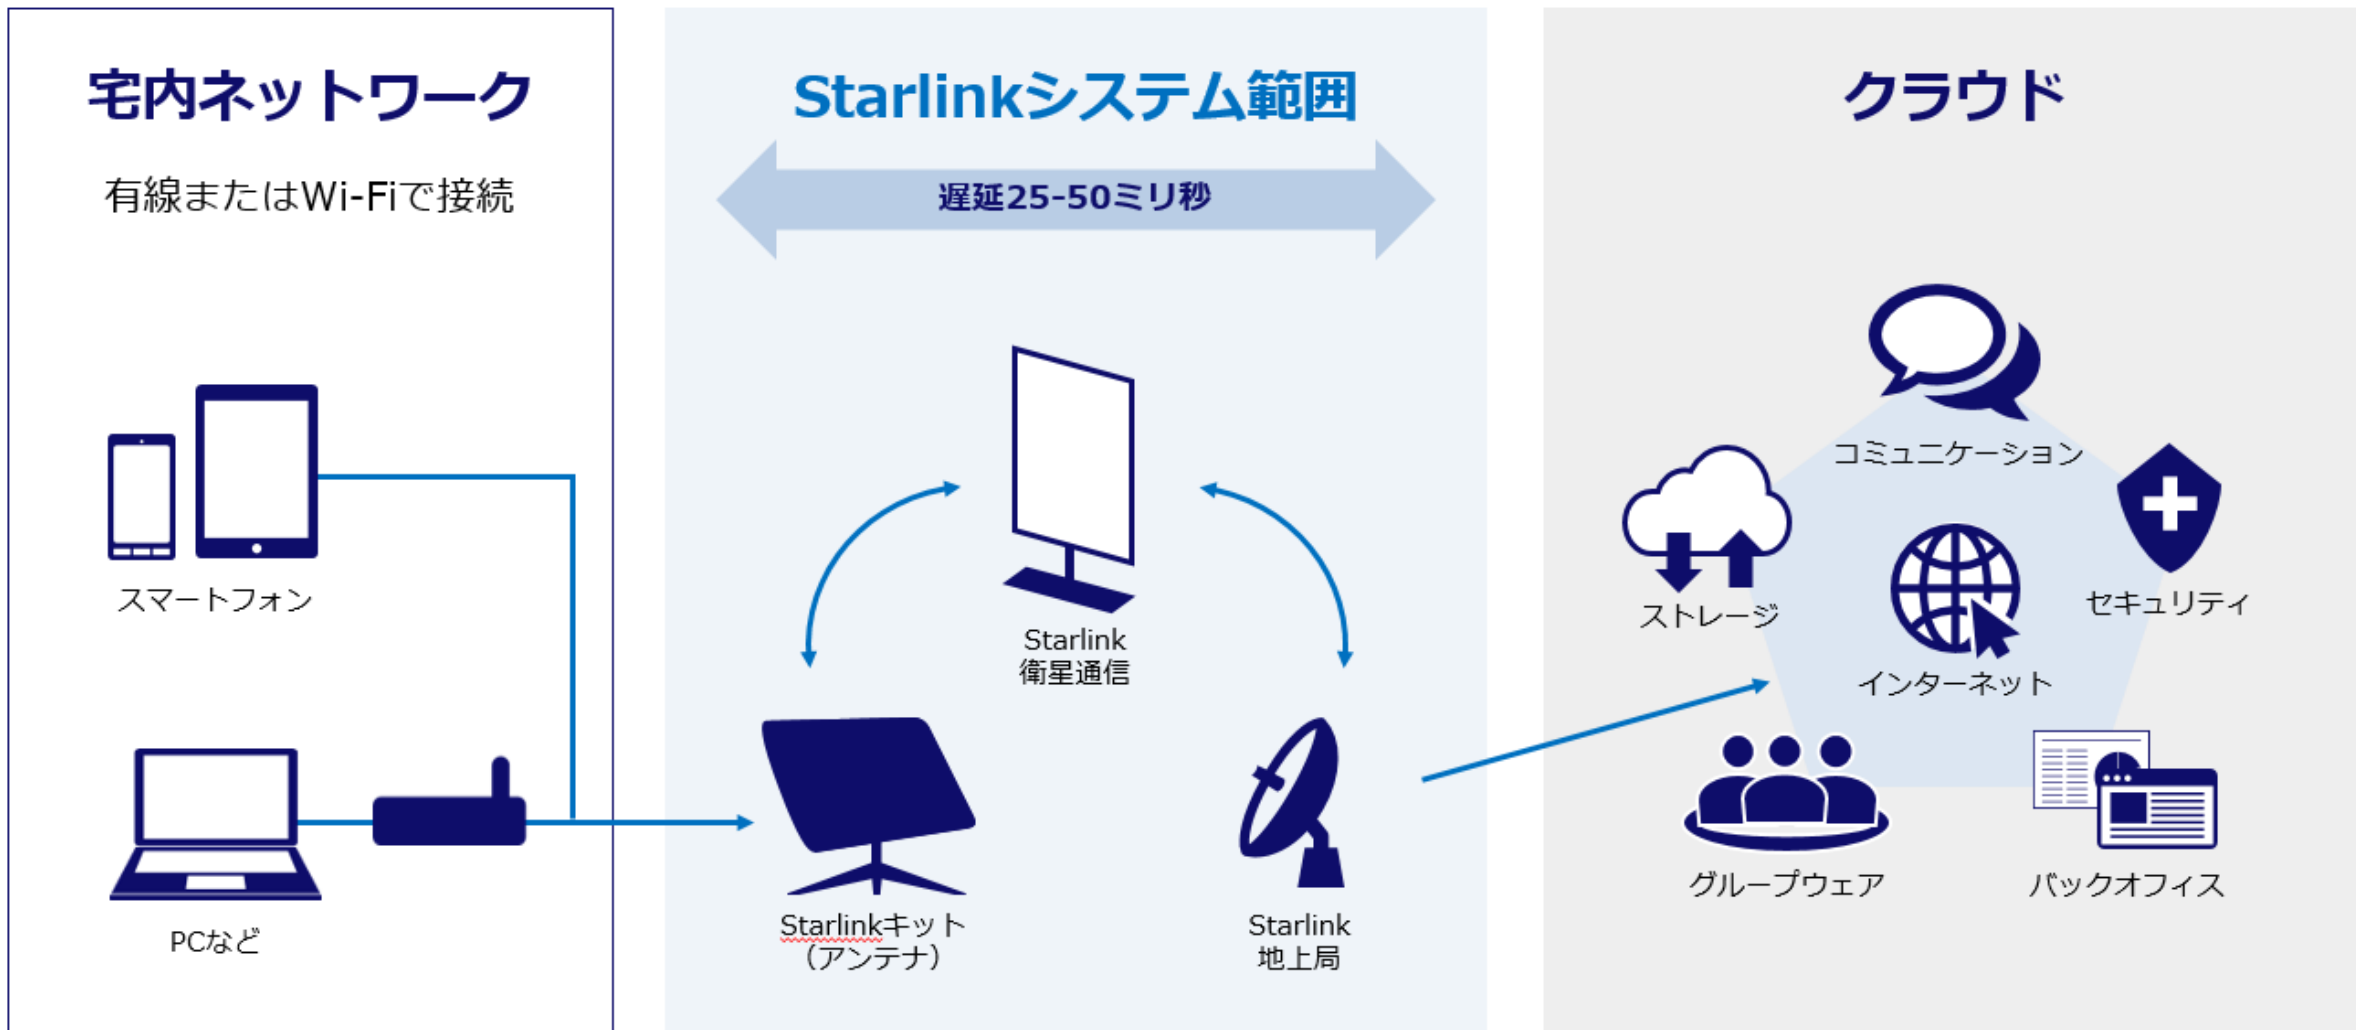 宅内ネットワーク
有線またはWi-Fiで接続
スマートフォン
PCなど
Starlinkシステム範囲
遅延25-50ミリ秒
Starlink
衛星通信
Starlinkキット
（アンテナ）
Starlink
地上局
クラウド
コミュニケーション
ストレージ
セキュリティ
インターネット
グループウェア
バックオフィス